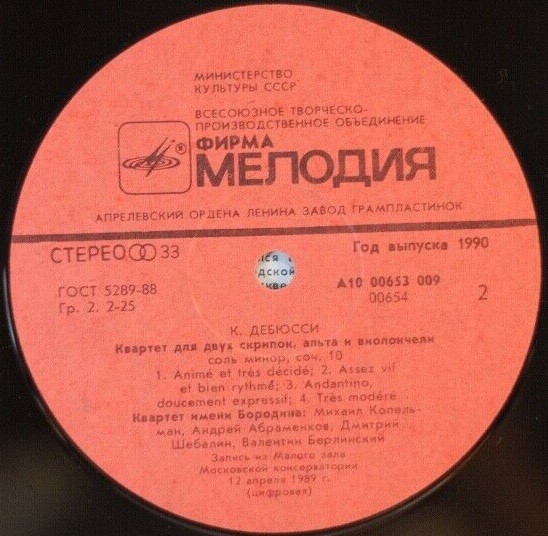 МИНИСТЕРСТВО
КУЛЬТУРЫ СССР
ВСЕСОЮЗНОЕ ТВОРЧЕСКО-
ПРОИЗВОДСТВЕННОЕ ОБЪЕДИНЕНИЕ
®
ФИРМА
МЕЛОДИЯ
АПРЕЛЕВСКИЙ ОРДЕНА ЛЕНИНА ЗАВОД ГРАМПЛАСТИНОК
СТЕРЕО 33
Год выпуска 1990
ГОСТ 5289-88
Гр. 2. 2-25
А10 00653 009
00654
2
К. ДЕБЮССИ
Квартет для двух скрипок, альта и виолончели
соль минор, соч. 10
1. Animé et très décidé; 2. Assez vif
et bien rythmé; 3. Andantino,
doucement expressif; 4. Très modéré
Квартет имени Бородина: Михаил Копель-
ман, Андрей Абраменков, Дмитрий
Шебалин, Валентин Берлинский
Запись из Малого зала
Московской консерватории
12 апреля 1989 г.
(цифровая)